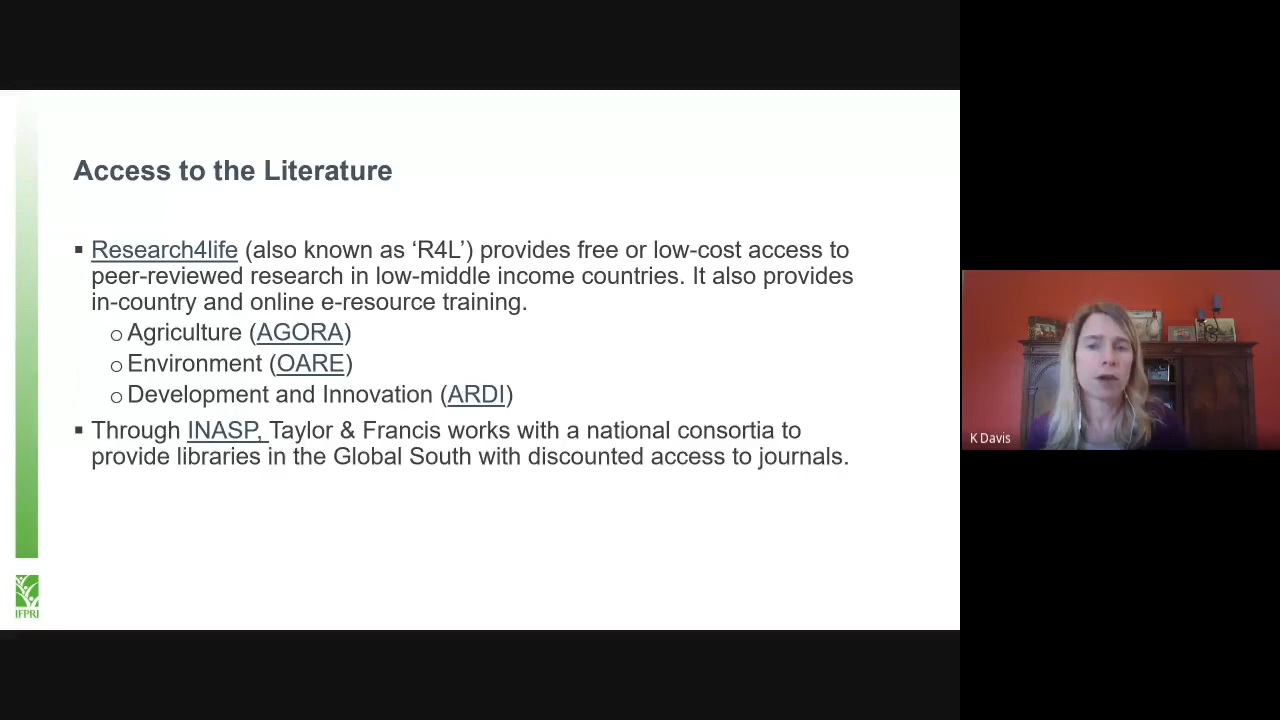 Access to the Literature
▪ Research4life (also known as ‘R4L’) provides free or low-cost access to
peer-reviewed research in low-middle income countries. It also provides
in-country and online e-resource training.
o Agriculture (AGORA)
o Environment (OARE)
o Development and Innovation (ARDI)
▪ Through INASP, Taylor & Francis works with a national consortia to
provide libraries in the Global South with discounted access to journals.
IFPRI
K Davis